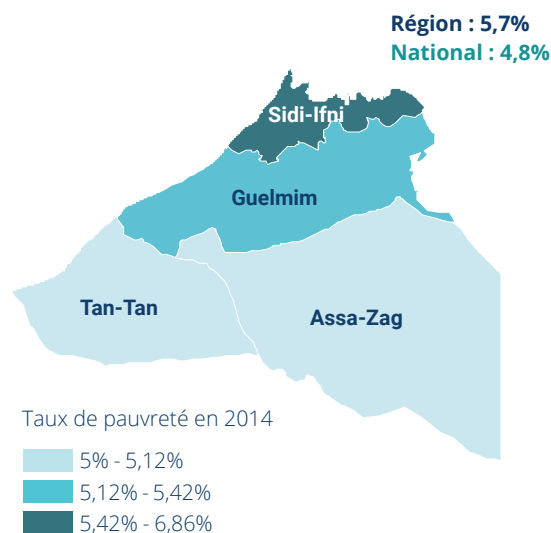 Région : 5,7%
National : 4,8%
Sidi-Ifni
Guelmim
Tan-Tan
Assa-Zag
Taux de pauvreté en 2014
5% - 5,12%
5,12% - 5,42%
5,42% - 6,86%